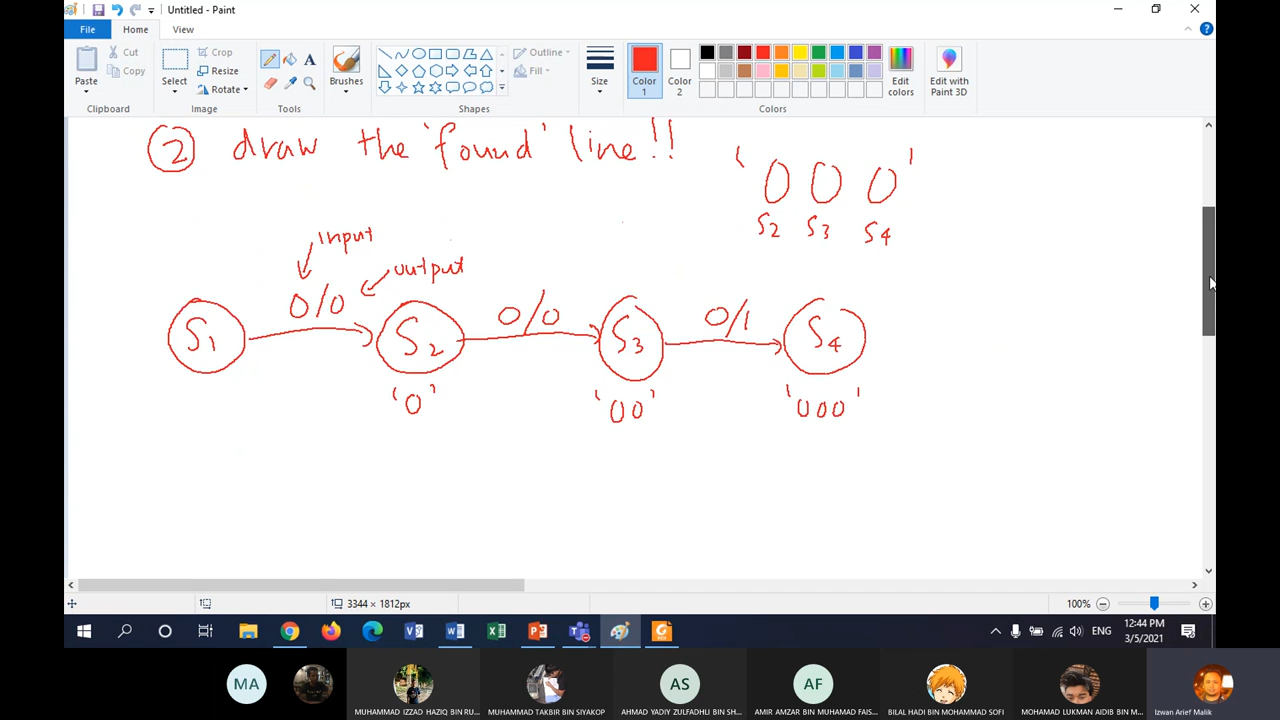 Untitled - Paint
File
Home
View
Paste
Cut
Copy
Clipboard
Select
Crop
Resize
Rotate
Image
Tools
Brushes
Shapes
Outline
Fill
Size
Color 1
Color 2
Edit colors
Edit with Paint 3D
Colors
2 draw the 'found' line!!
'000'
S2 S3 S4
input
output
0/0
0/0
0/1
S1
S2
S3
S4
'0'
'00'
'000'
3344 × 1812px
100%
ENG
12:44 PM
3/5/2021
MA
AS
AF
MUHAMMAD IZZAD HAZIQ BIN RU...
MUHAMMAD TAKBIR BIN SIYAKOP
AHMAD YADIY ZULFADHLI BIN SH...
AMIR AMZAR BIN MUHAMAD FAIS...
BILAL HADI BIN MOHAMMAD SOFI
MOHAMAD LUKMAN AIDIB BIN M...
Izwan Arief Malik